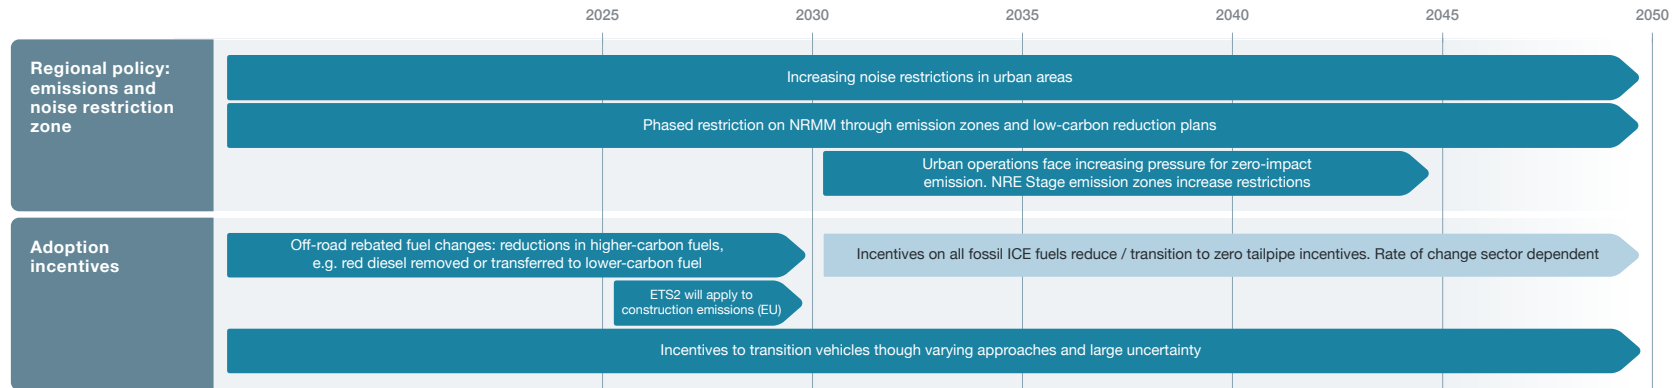 2025 2030 2035 2040 2045 2050
Regional policy:
emissions and
noise restriction
zone
Increasing noise restrictions in urban areas
Phased restriction on NRMM through emission zones and low-carbon reduction plans
Urban operations face increasing pressure for zero-impact
emission. NRE Stage emission zones increase restrictions
Adoption
incentives
Off-road rebated fuel changes: reductions in higher-carbon fuels,
e.g. red diesel removed or transferred to lower-carbon fuel
Incentives on all fossil ICE fuels reduce / transition to zero tailpipe incentives. Rate of change sector dependent
ETS2 will apply to
construction emissions (EU)
Incentives to transition vehicles though varying approaches and large uncertainty